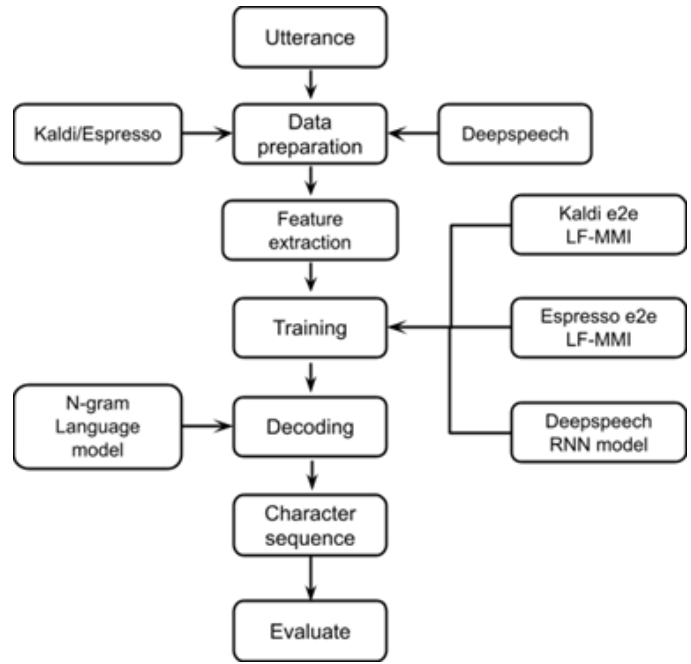 Utterance
Kaldi/Espresso
Data
preparation
Deepspeech
Feature
extraction
Kaldi e2e
LF-MMI
Training
Espresso e2e
LF-MMI
N-gram
Language
model
Decoding
Deepspeech
RNN model
Character
sequence
Evaluate